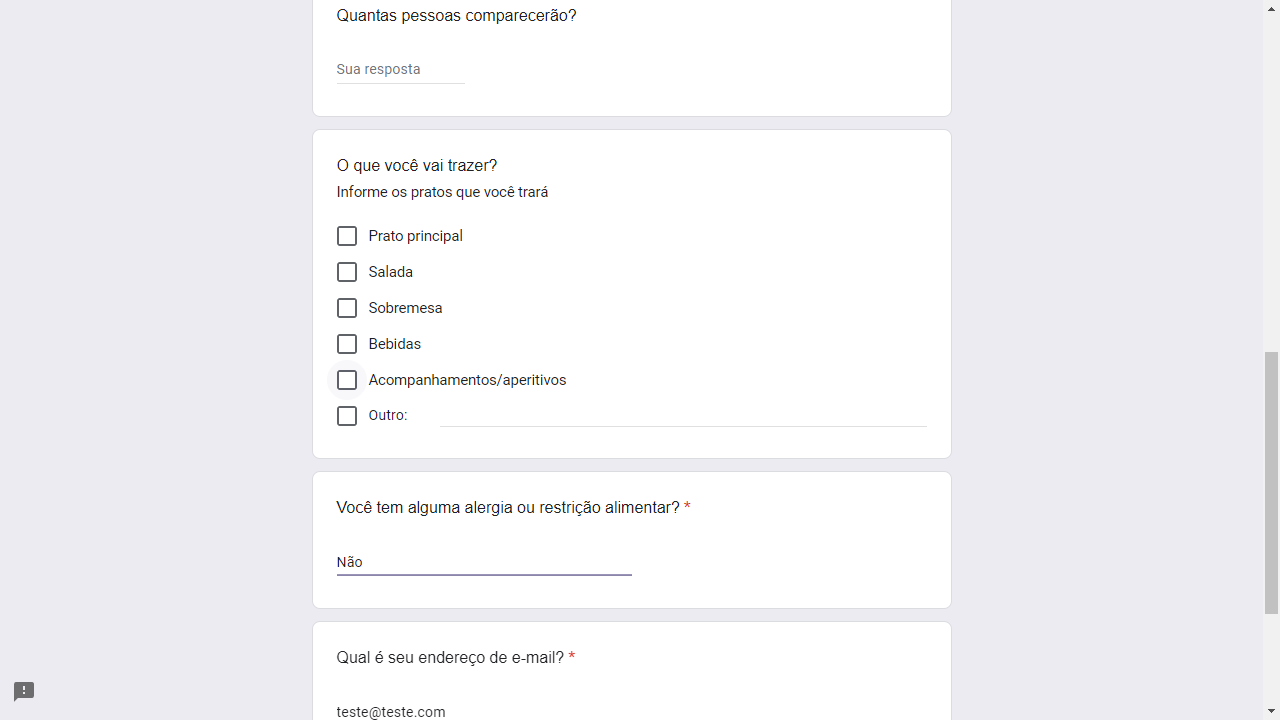 Quantas pessoas comparecerão?
Sua resposta
O que você vai trazer?
Informe os pratos que você trará
Prato principal
Salada
Sobremesa
Bebidas
Acompanhamentos/aperitivos
Outro:
Você tem alguma alergia ou restrição alimentar? *
Não
Qual é seu endereço de e-mail? *
teste@teste.com